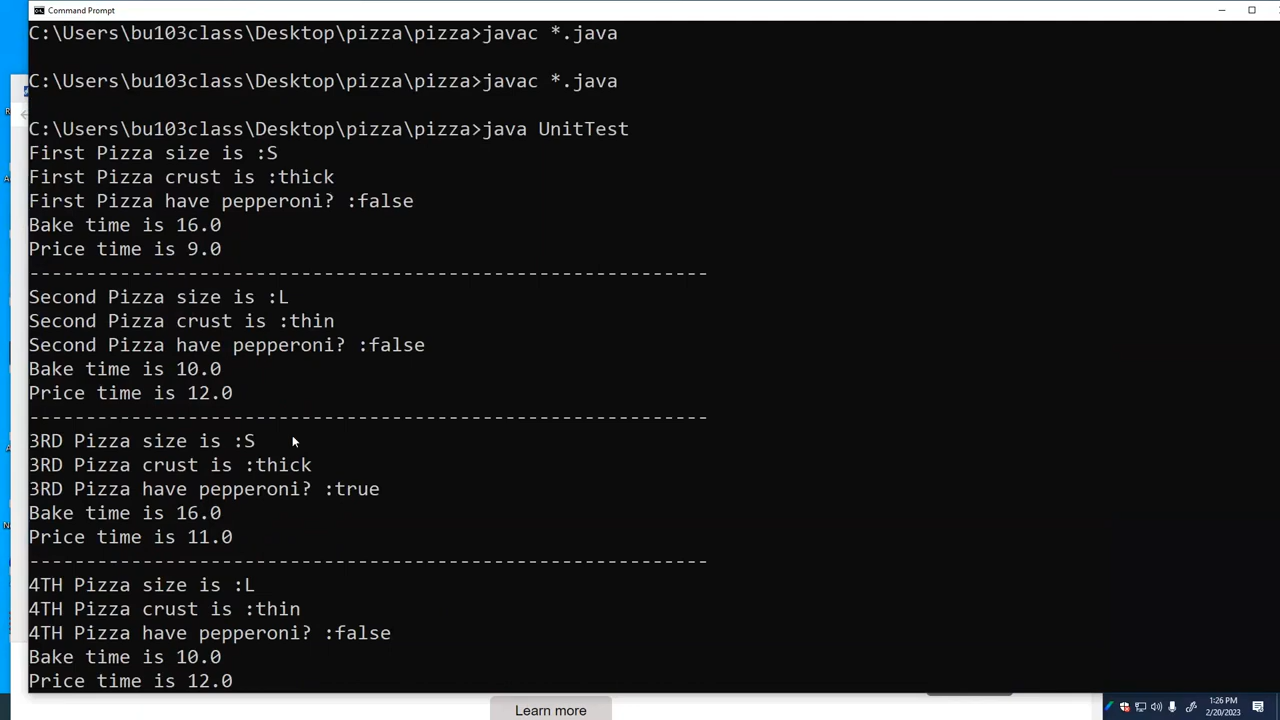 Command Prompt
C:\Users\bu103class\Desktop\pizza\pizza>javac *.java
C:\Users\bu103class\Desktop\pizza\pizza>javac *.java
C:\Users\bu103class\Desktop\pizza\pizza>java UnitTest
First Pizza size is :S
First Pizza crust is :thick
First Pizza have pepperoni? :false
Bake time is 16.0
Price time is 9.0
------------------------------------------------------------
Second Pizza size is :L
Second Pizza crust is :thin
Second Pizza have pepperoni? :false
Bake time is 10.0
Price time is 12.0
------------------------------------------------------------
3RD Pizza size is :S
3RD Pizza crust is :thick
3RD Pizza have pepperoni? :true
Bake time is 16.0
Price time is 11.0
------------------------------------------------------------
4TH Pizza size is :L
4TH Pizza crust is :thin
4TH Pizza have pepperoni? :false
Bake time is 10.0
Price time is 12.0
Learn more
1:26 PM
2/20/2023